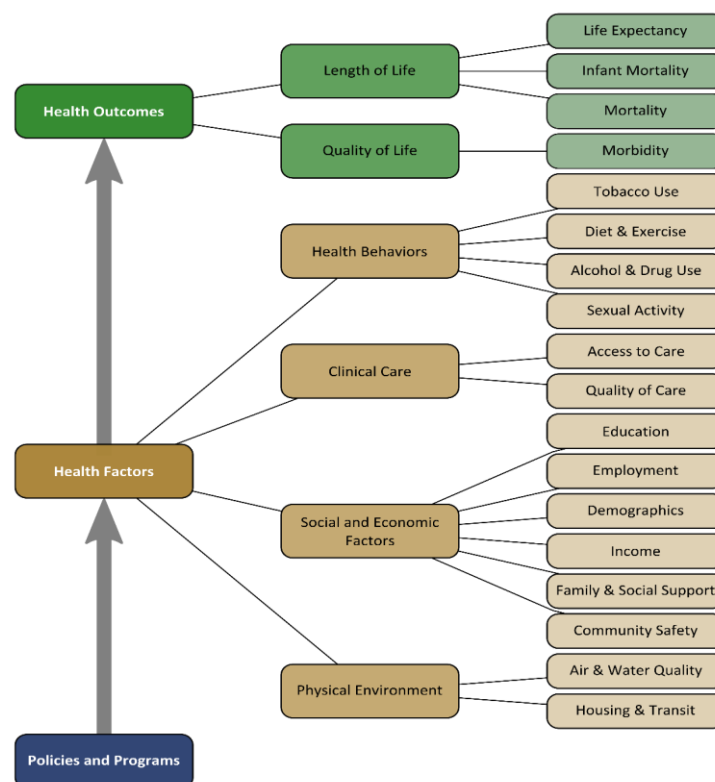 Health Outcomes
Length of Life
Life Expectancy
Infant Mortality
Mortality
Quality of Life
Morbidity
Health Factors
Health Behaviors
Tobacco Use
Diet & Exercise
Alcohol & Drug Use
Sexual Activity
Clinical Care
Access to Care
Quality of Care
Social and Economic
Factors
Education
Employment
Demographics
Income
Family & Social Support
Community Safety
Physical Environment
Air & Water Quality
Housing & Transit
Policies and Programs